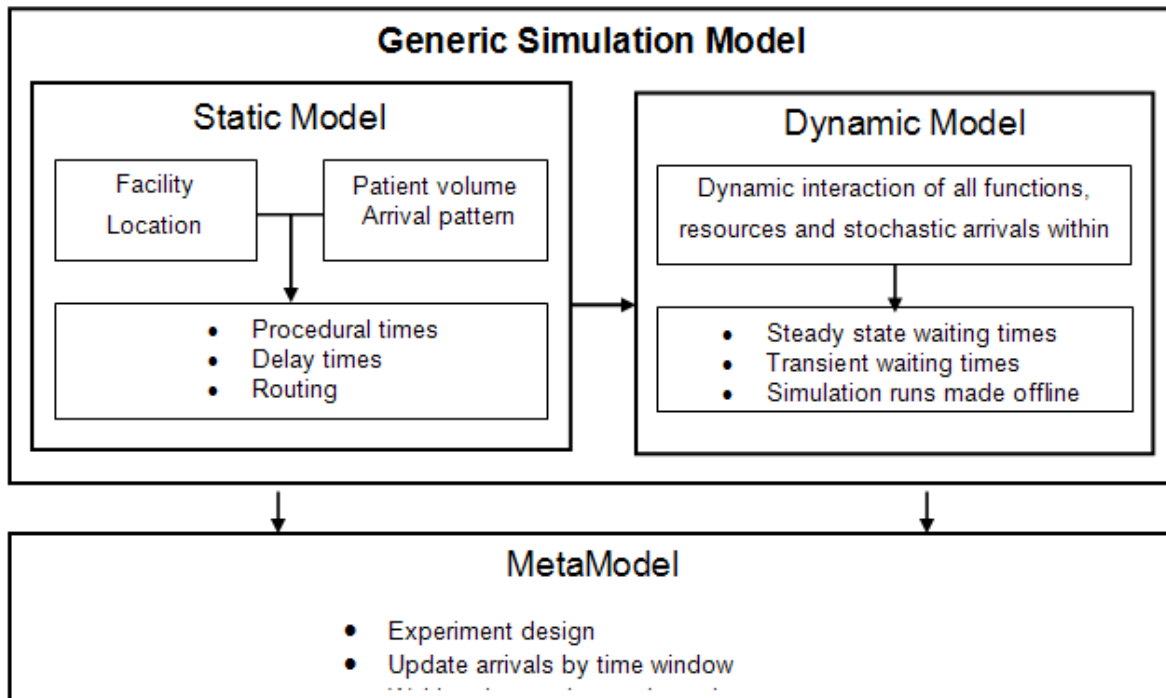 Generic Simulation Model
Static Model
Facility
Location
Patient volume
Arrival pattern
• Procedural times
• Delay times
• Routing
Dynamic Model
Dynamic interaction of all functions,
resources and stochastic arrivals within
• Steady state waiting times
• Transient waiting times
• Simulation runs made offline
MetaModel
• Experiment design
• Update arrivals by time window